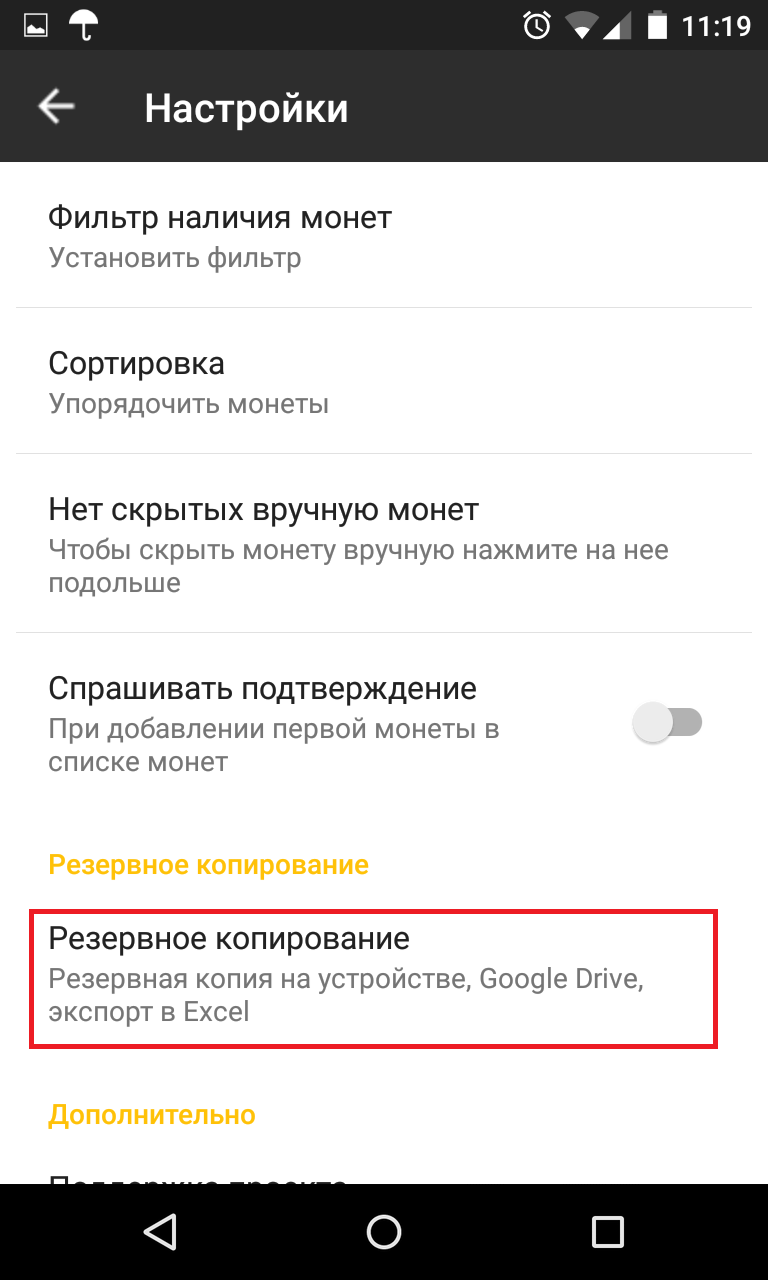 11:19
Настройки
Фильтр наличия монет
Установить фильтр
Сортировка
Упорядочить монеты
Нет скрытых вручную монет
Чтобы скрыть монету вручную нажмите на нее
подольше
Спрашивать подтверждение
При добавлении первой монеты в
списке монет
Резервное копирование
Резервное копирование
Резервная копия на устройстве, Google Drive,
экспорт в Excel
Дополнительно
Поддержка проекта